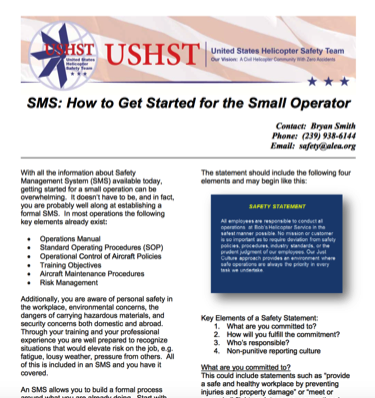 USHST
United States
Helicopter
Safety Team
USHST
United States Helicopter Safety Team
Our Vision: A Civil Helicopter Community With Zero Accidents
SMS: How to Get Started for the Small Operator
Contact: Bryan Smith
Phone: (239) 938-6144
Email: safety@alea.org
With all the information about Safety
Management System (SMS) available today,
getting started for a small operation can be
overwhelming. It doesn't have to be, and in fact,
you are probably well along at establishing a
formal SMS. In most operations the following
key elements already exist:
• Operations Manual
• Standard Operating Procedures (SOP)
• Operational Control of Aircraft Policies
• Training Objectives
• Aircraft Maintenance Procedures
• Risk Management
Additionally, you are aware of personal safety in
the workplace, environmental concerns, the
dangers of carrying hazardous materials, and
security concerns both domestic and abroad.
Through your training and your professional
experience you are well prepared to recognize
situations that would elevate risk on the job, e.g.
fatigue, lousy weather, pressure from others. All
of this is included in an SMS and you have it
covered.
An SMS allows you to build a formal process
around what you are already doing. Start with
The statement should include the following four
elements and may begin like this:
SAFETY STATEMENT
All employees are responsible to conduct all
operations at Bob's Helicopter Service in the
safest manner possible. No mission or customer
is so important as to require deviation from safety
policies, procedures, industry standards, or the
prudent judgment of our employees. Our Just
Culture approach provides an environment where
safe operations are always the priority in every
task we undertake.
Key Elements of a Safety Statement:
1. What are you committed to?
2. How will you fulfill the commitment?
3. Who's responsible?
4. Non-punitive reporting culture
What are you committed to?
This could include statements such as "provide
a safe and healthy workplace by preventing
injuries and property damage" or "meet or